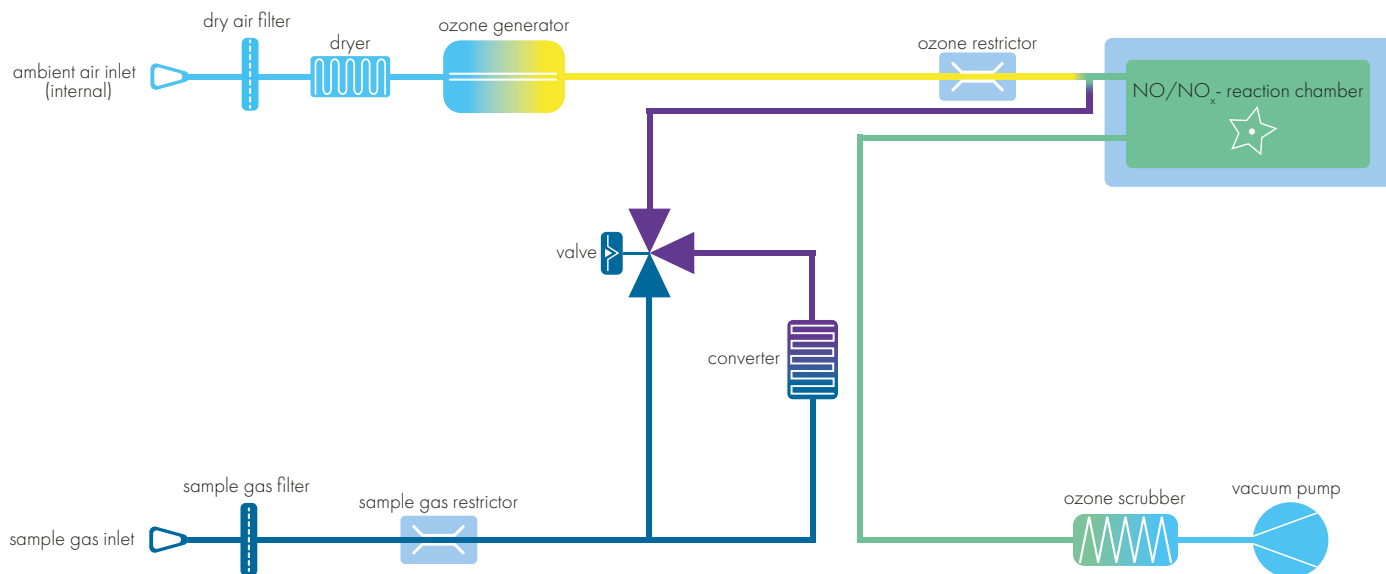 dry air filter
dryer
ozone generator
ozone restrictor
ambient air inlet
(internal)
NO/NOx- reaction chamber
valve
converter
sample gas filter
sample gas restrictor
sample gas inlet
ozone scrubber
vacuum pump